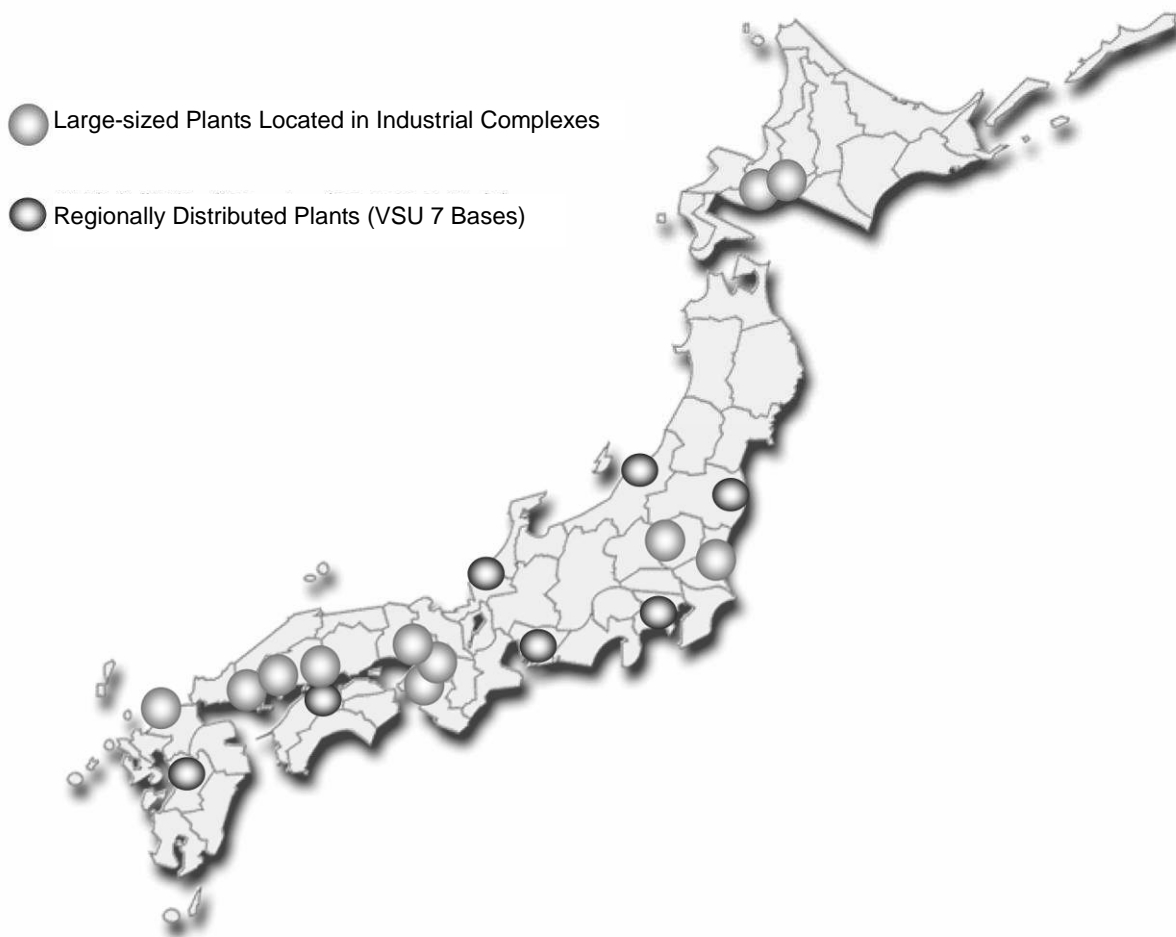 Large-sized Plants Located in Industrial Complexes
Regionally Distributed Plants (VSU 7 Bases)